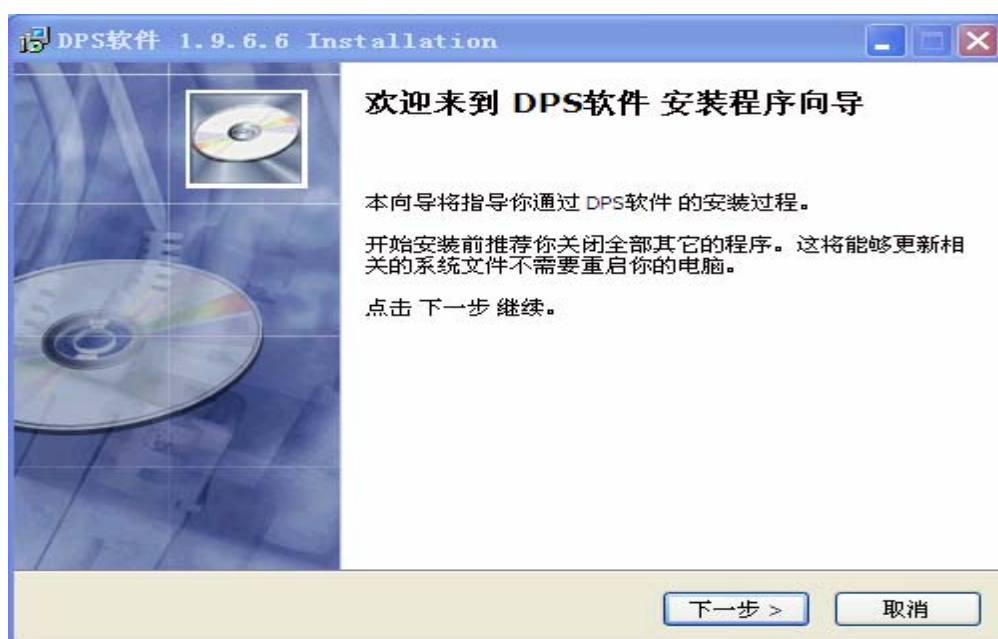 DPS软件 1.9.6.6 Installation
欢迎来到 DPS软件 安装程序向导
本向导将指导你通过 DPS软件 的安装过程。
开始安装前推荐你关闭全部其它的程序。这将能够更新相
关的系统文件不需要重启你的电脑。
点击 下一步 继续。
下一步 > 取消